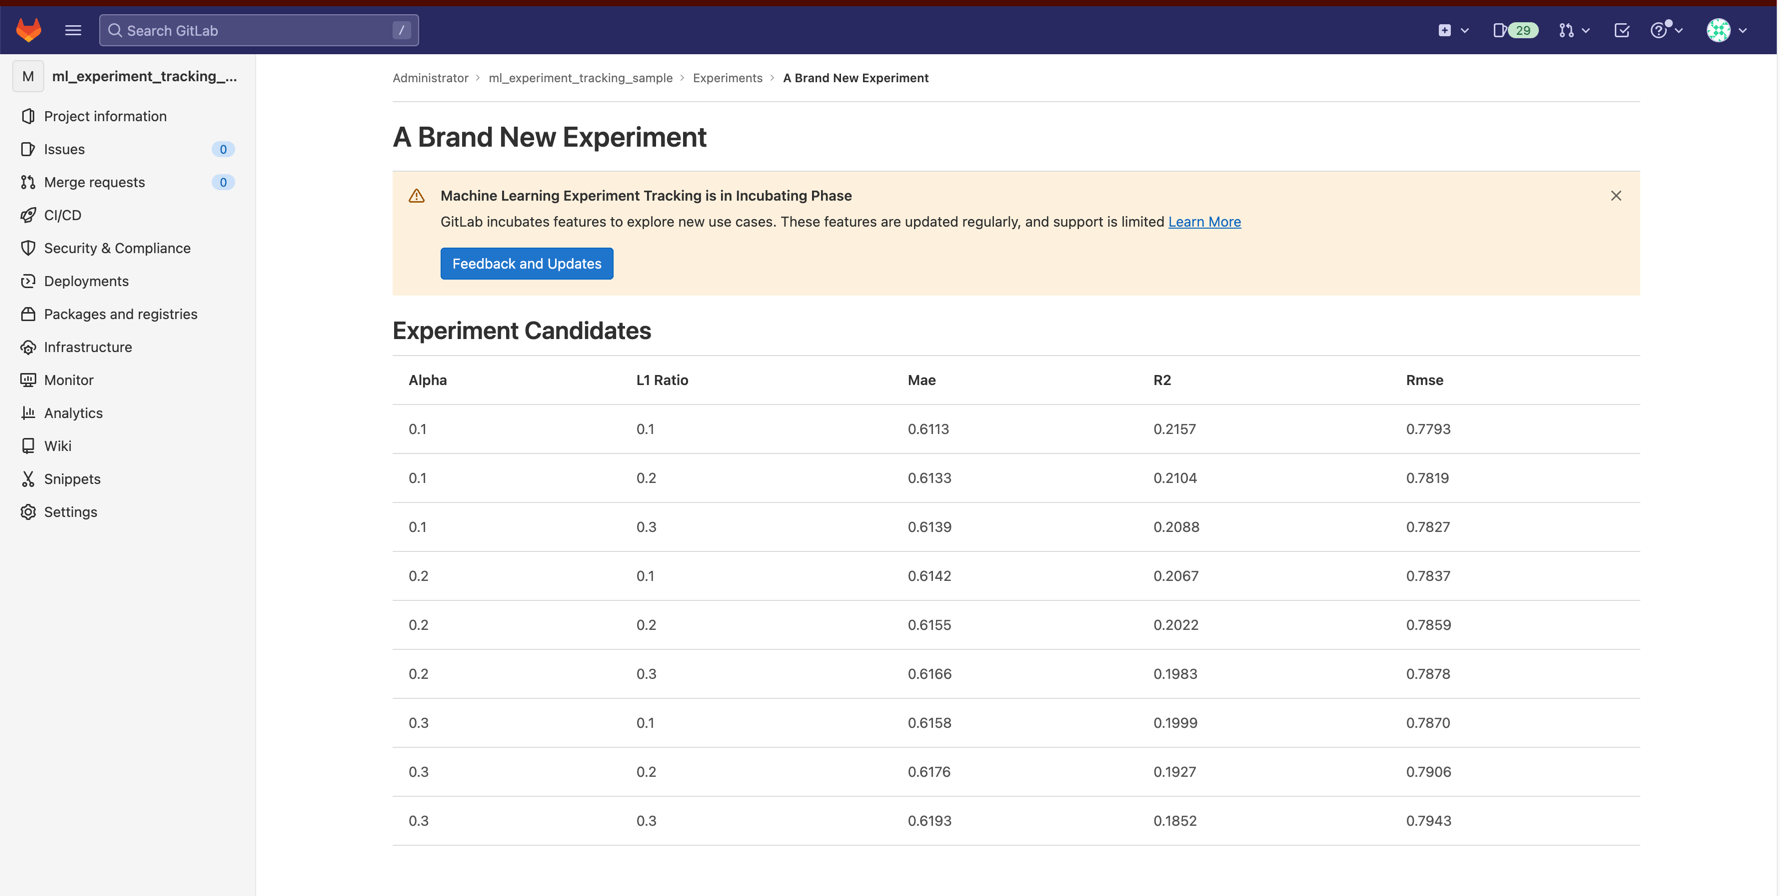 Search GitLab /
29
M ml_experiment_tracking_...
Project information
Issues 0
Merge requests 0
CI/CD
Security & Compliance
Deployments
Packages and registries
Infrastructure
Monitor
Analytics
Wiki
Snippets
Settings
Administrator > ml_experiment_tracking_sample > Experiments > A Brand New Experiment
A Brand New Experiment
Machine Learning Experiment Tracking is in Incubating Phase
GitLab incubates features to explore new use cases. These features are updated regularly, and support is limited Learn More
Feedback and Updates
Experiment Candidates
Alpha L1 Ratio Mae R2 Rmse
0.1 0.1 0.6113 0.2157 0.7793
0.1 0.2 0.6133 0.2104 0.7819
0.1 0.3 0.6139 0.2088 0.7827
0.2 0.1 0.6142 0.2067 0.7837
0.2 0.2 0.6155 0.2022 0.7859
0.2 0.3 0.6166 0.1983 0.7878
0.3 0.1 0.6158 0.1999 0.7870
0.3 0.2 0.6176 0.1927 0.7906
0.3 0.3 0.6193 0.1852 0.7943